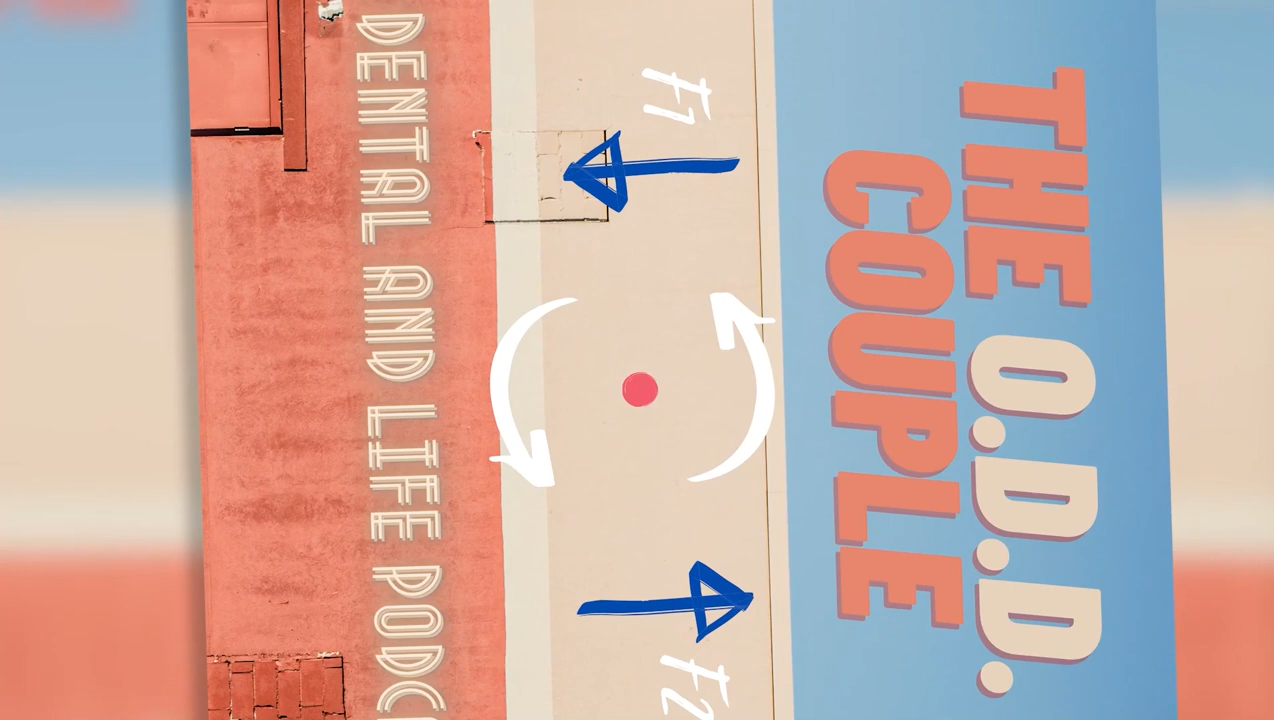 THE O.D.D.
COUPLE
F1
F2
DENTAL AND LIFE PODC